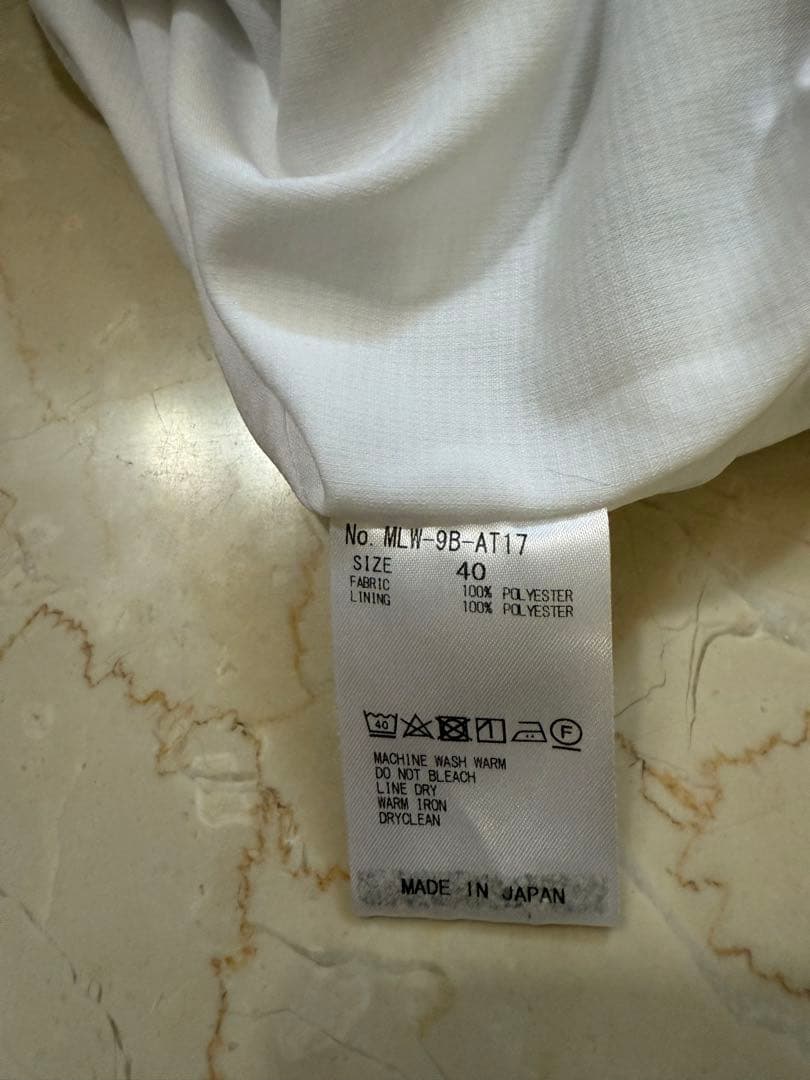 No. MLW-9B-AT17
SIZE 40
FABRIC 100% POLYESTER
LINING 100% POLYESTER
40 F
MACHINE WASH WARM
DO NOT BLEACH
LINE DRY
WARM IRON
DRYCLEAN
MADE IN JAPAN